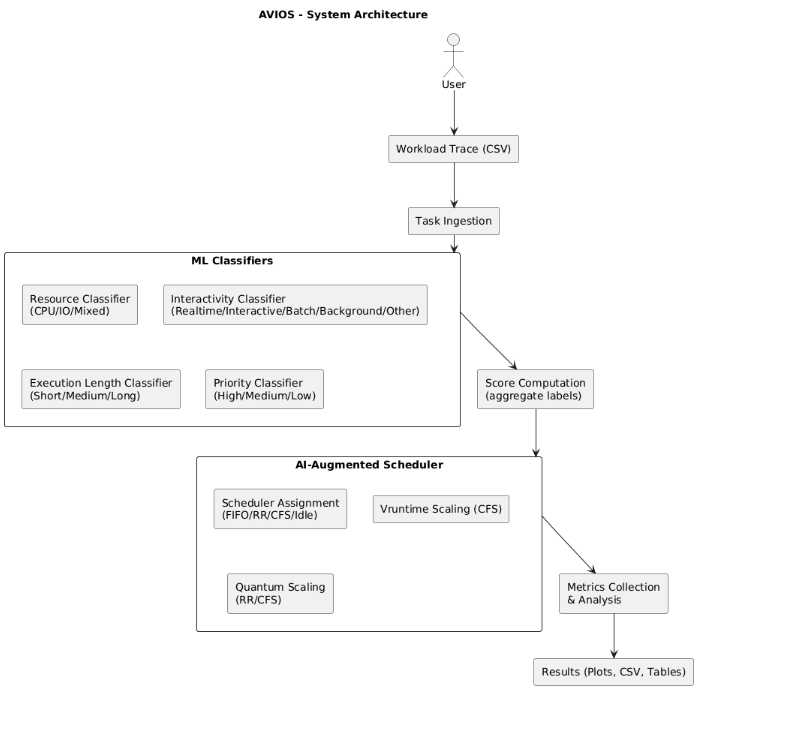 AVIOS - System Architecture
User
Workload Trace (CSV)
Task Ingestion
ML Classifiers
Resource Classifier
(CPU/IO/Mixed)
Interactivity Classifier
(Realtime/Interactive/Batch/Background/Other)
Execution Length Classifier
(Short/Medium/Long)
Priority Classifier
(High/Medium/Low)
Score Computation
(aggregate labels)
AI-Augmented Scheduler
Scheduler Assignment
(FIFO/RR/CFS/Idle)
Vruntime Scaling (CFS)
Quantum Scaling
(RR/CFS)
Metrics Collection
& Analysis
Results (Plots, CSV, Tables)